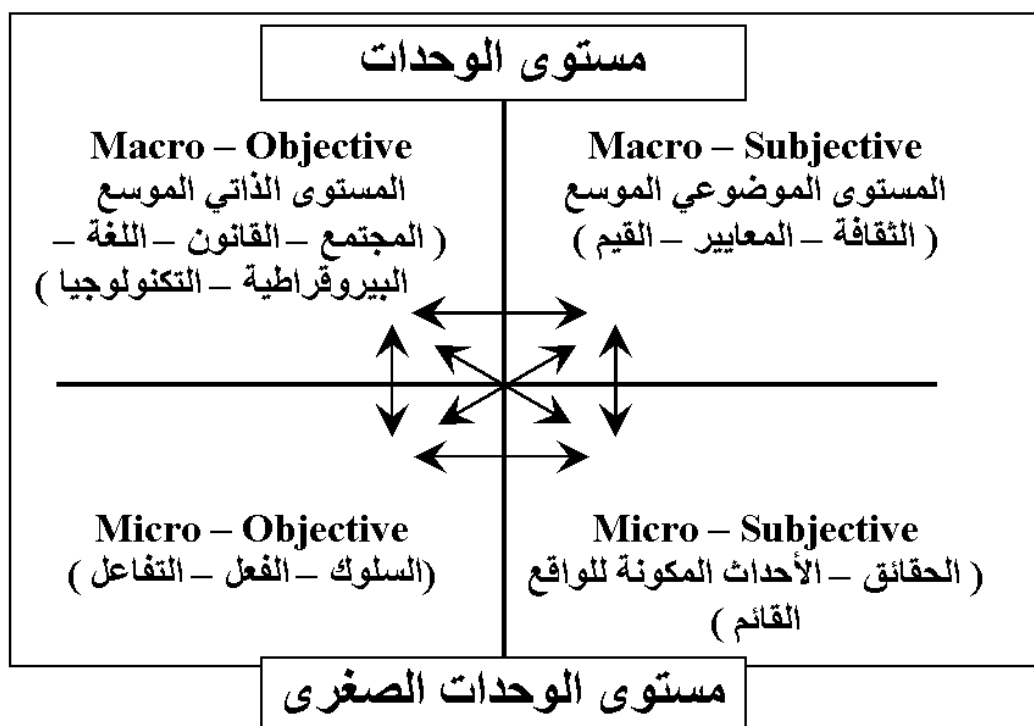 مستوى الوحدات
Macro – Objective
المستوى الذاتي الموسع
( المجتمع – القانون – اللغة –
البيروقراطية – التكنولوجيا )
Macro – Subjective
المستوى الموضوعي الموسع
( الثقافة – المعايير – القيم )
Micro – Objective
(السلوك – الفعل – التفاعل )
Micro – Subjective
( الحقائق – الأحداث المكونة للواقع
القائم )
مستوى الوحدات الصغرى